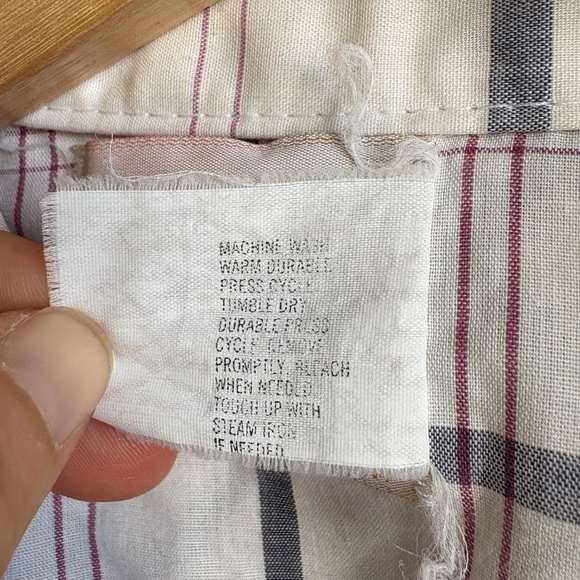 MACHINE WASH
WARM DURABLE
PRESS CYCLE
TUMBLE DRY
DURABLE PRESS
CYCLE, REMOVE
PROMPTLY, BLEACH
WHEN NEEDED
TOUCH UP WITH
STEAM IRON
IF NEEDED